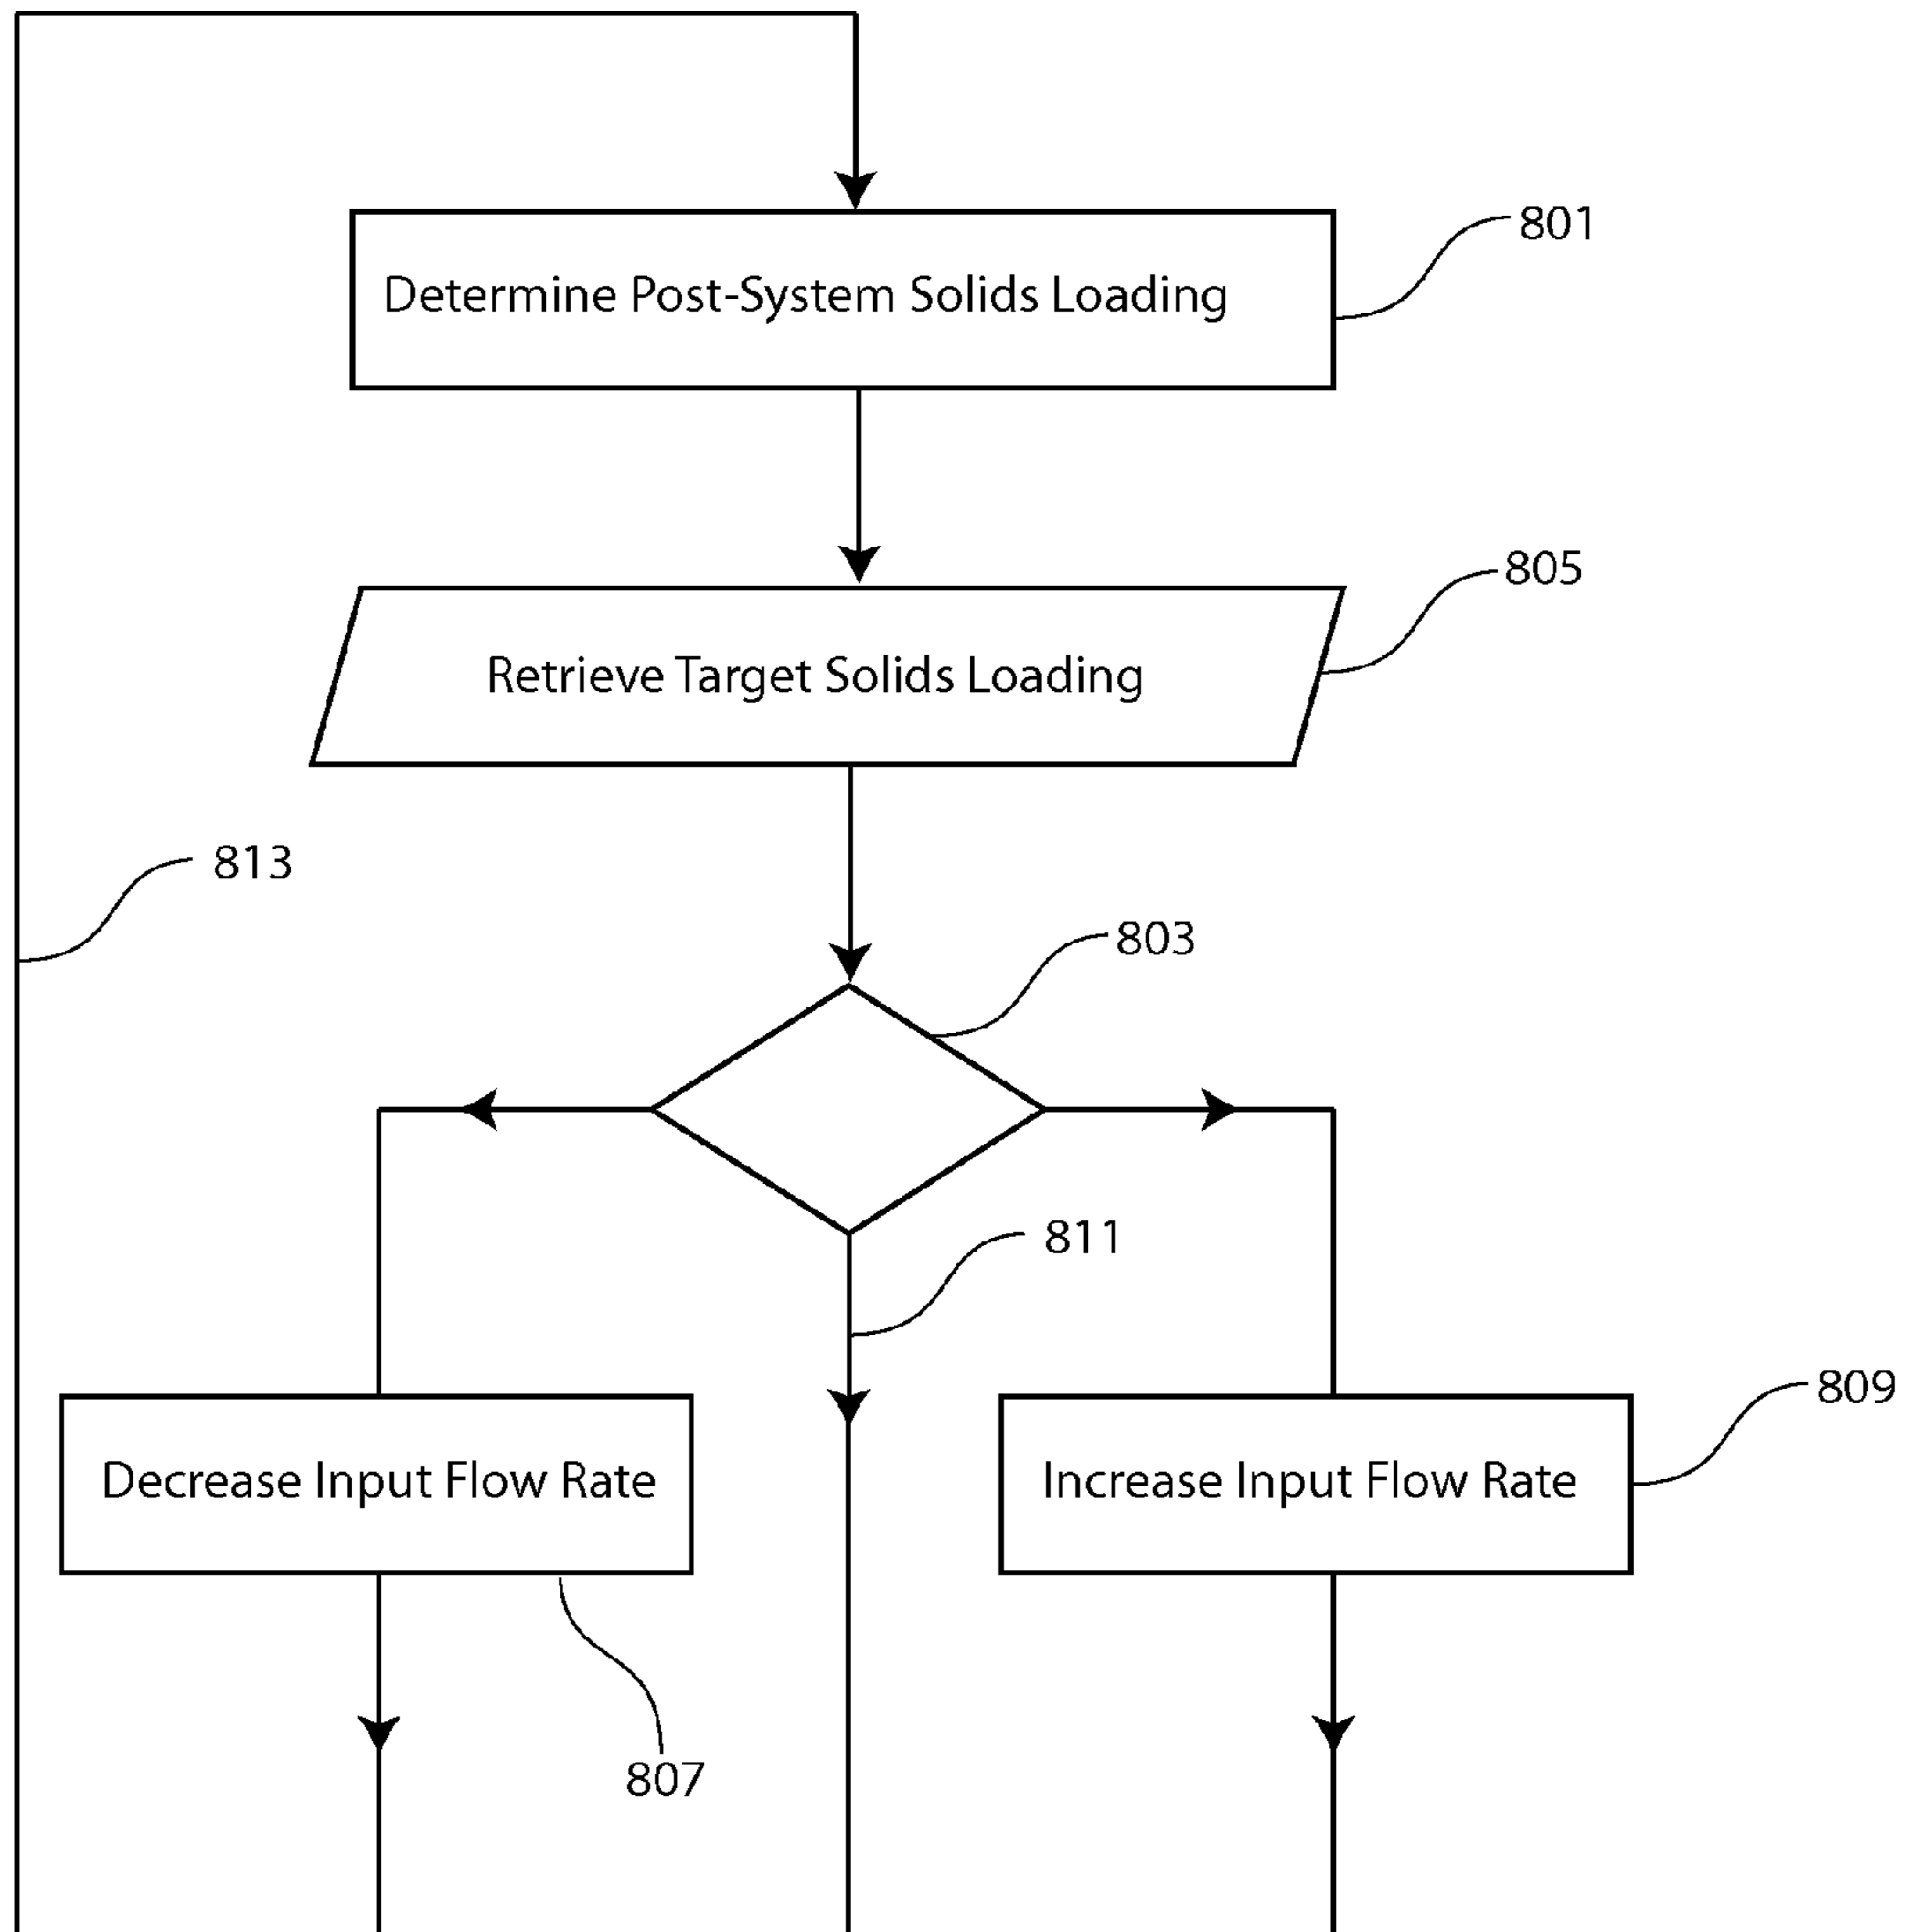 801
Determine Post-System Solids Loading
805
Retrieve Target Solids Loading
813
803
811
809
Decrease Input Flow Rate
Increase Input Flow Rate
807